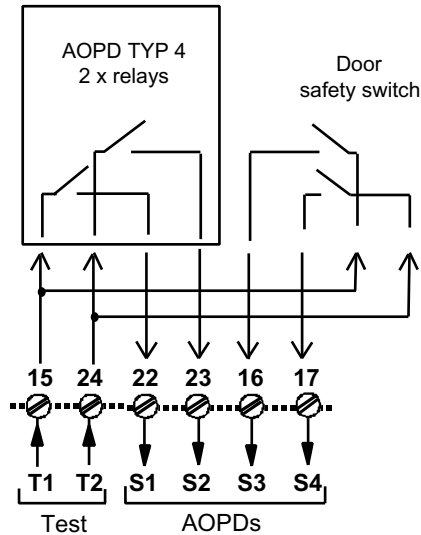 AOPD TYP 4
2 x relays
Door
safety switch
15 24 22 23 16 17
T1 T2 S1 S2 S3 S4
Test AOPDs